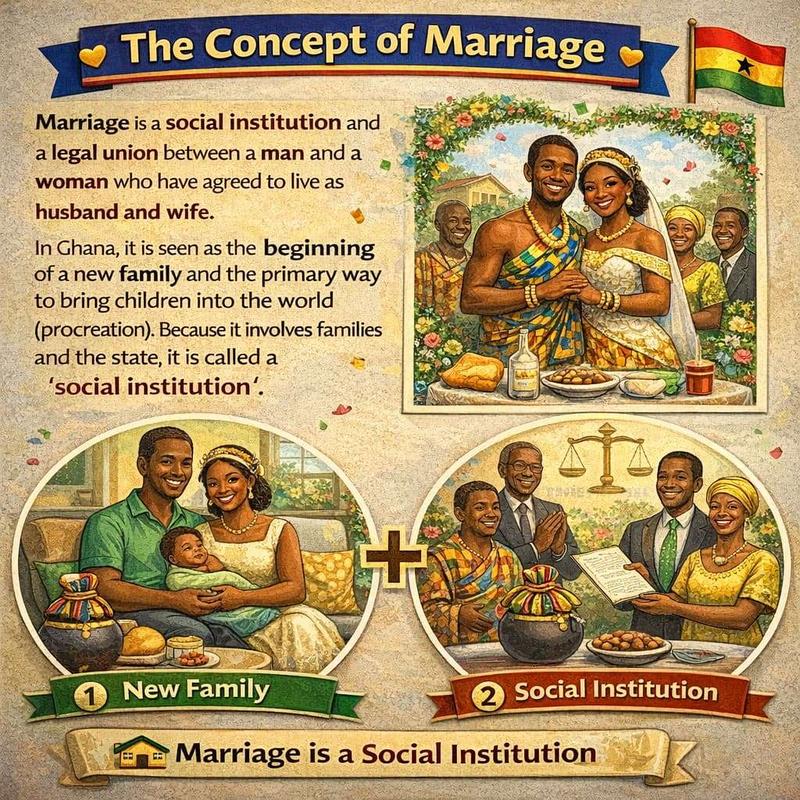 The Concept of Marriage
Marriage is a social institution and
a legal union between a man and a
woman who have agreed to live as
husband and wife.
In Ghana, it is seen as the beginning
of a new family and the primary way
to bring children into the world
(procreation). Because it involves families
and the state, it is called a
‘social institution‘.
1 New Family
2 Social Institution
Marriage is a Social Institution